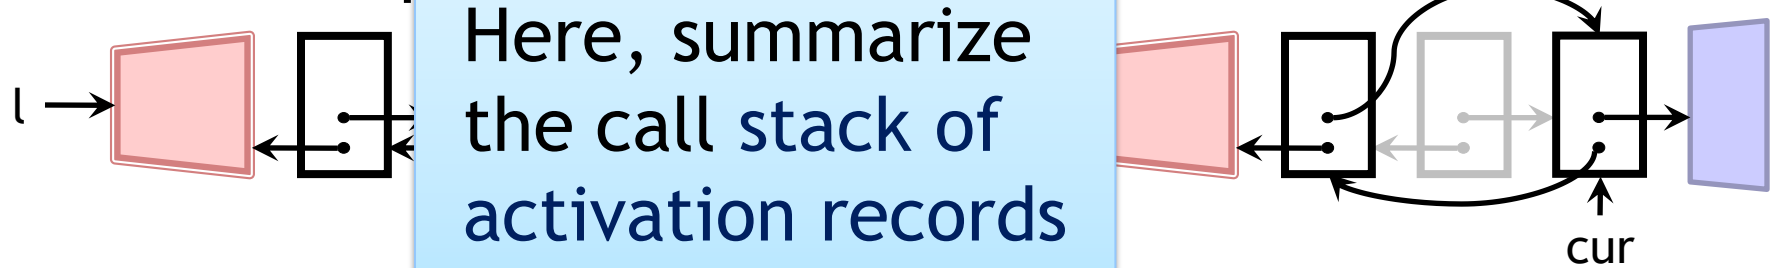 Here, summarize
l
the call stack of
activation records
cur